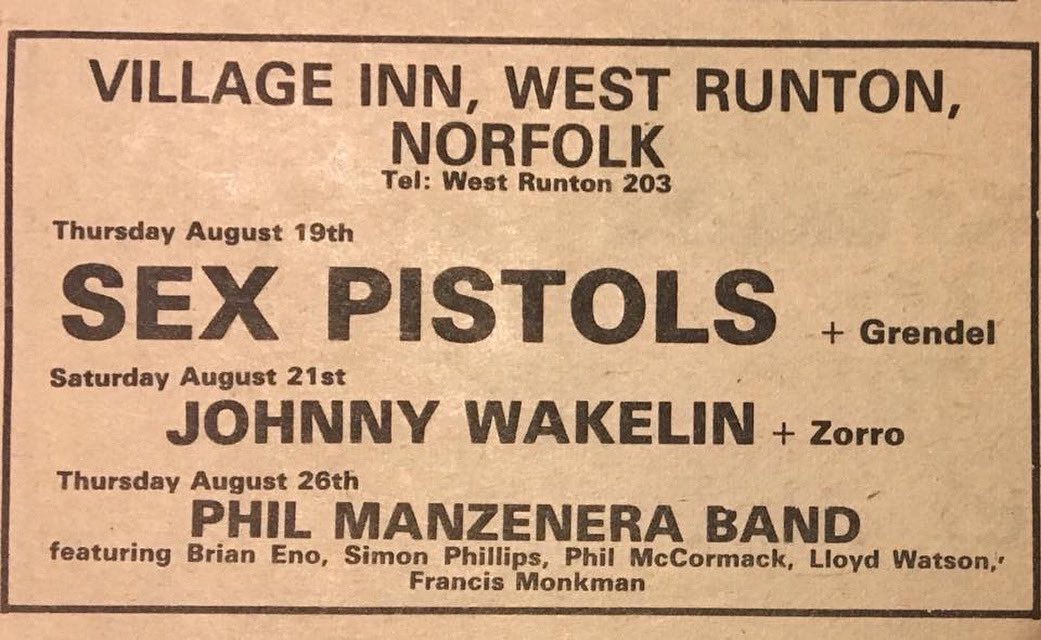 VILLAGE INN, WEST RUNTON,
NORFOLK
Tel: West Runton 203
Thursday August 19th
SEX PISTOLS + Grendel
Saturday August 21st
JOHNNY WAKELIN + Zorro
Thursday August 26th
PHIL MANZENERA BAND
featuring Brian Eno, Simon Phillips, Phil McCormack, Lloyd Watson,
Francis Monkman